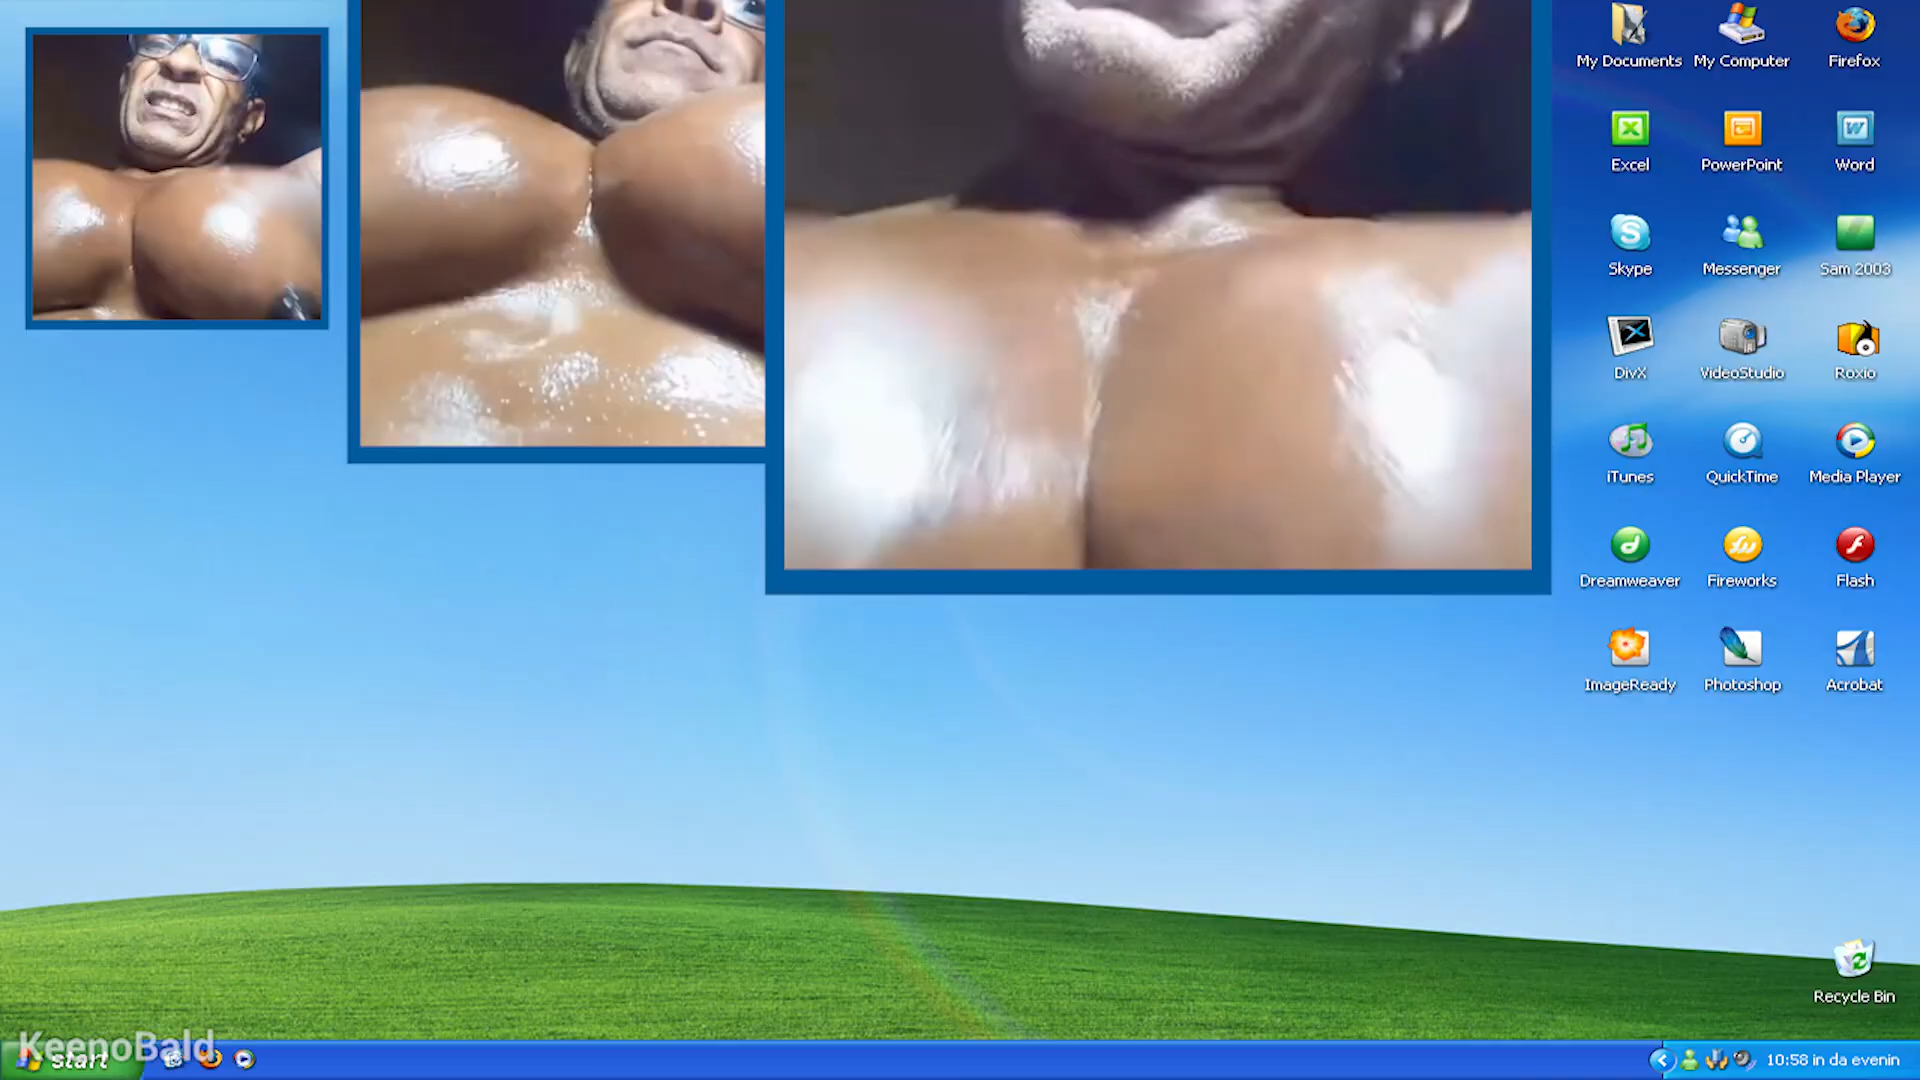 My Documents
My Computer
Firefox
Excel
PowerPoint
Word
Skype
Messenger
Sam 2003
DivX
VideoStudio
Roxio
iTunes
QuickTime
Media Player
Dreamweaver
Fireworks
Flash
ImageReady
Photoshop
Acrobat
Recycle Bin
KeenoBald
start
10:58 in da evenin